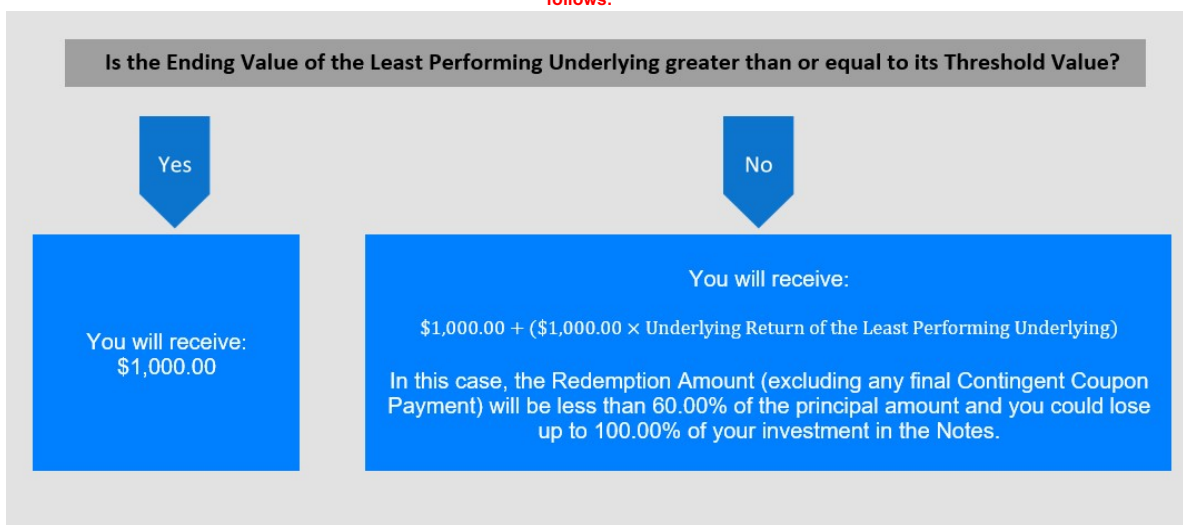 follows:
Is the Ending Value of the Least Performing Underlying greater than or equal to its Threshold Value?
Yes
No
You will receive:
$1,000.00
You will receive:
$1,000.00 + ($1,000.00 × Underlying Return of the Least Performing Underlying)
In this case, the Redemption Amount (excluding any final Contingent Coupon
Payment) will be less than 60.00% of the principal amount and you could lose
up to 100.00% of your investment in the Notes.